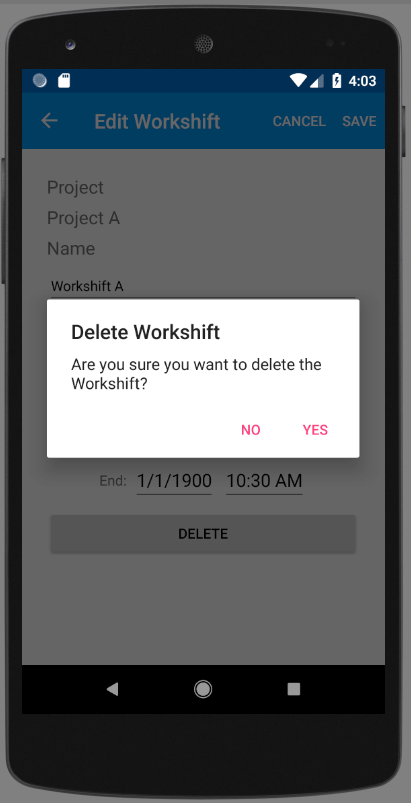 4:03
Edit Workshift CANCEL SAVE
Project
Project A
Name
Workshift A
Delete Workshift
Are you sure you want to delete the
Workshift?
NO YES
End: 1/1/1900 10:30 AM
DELETE